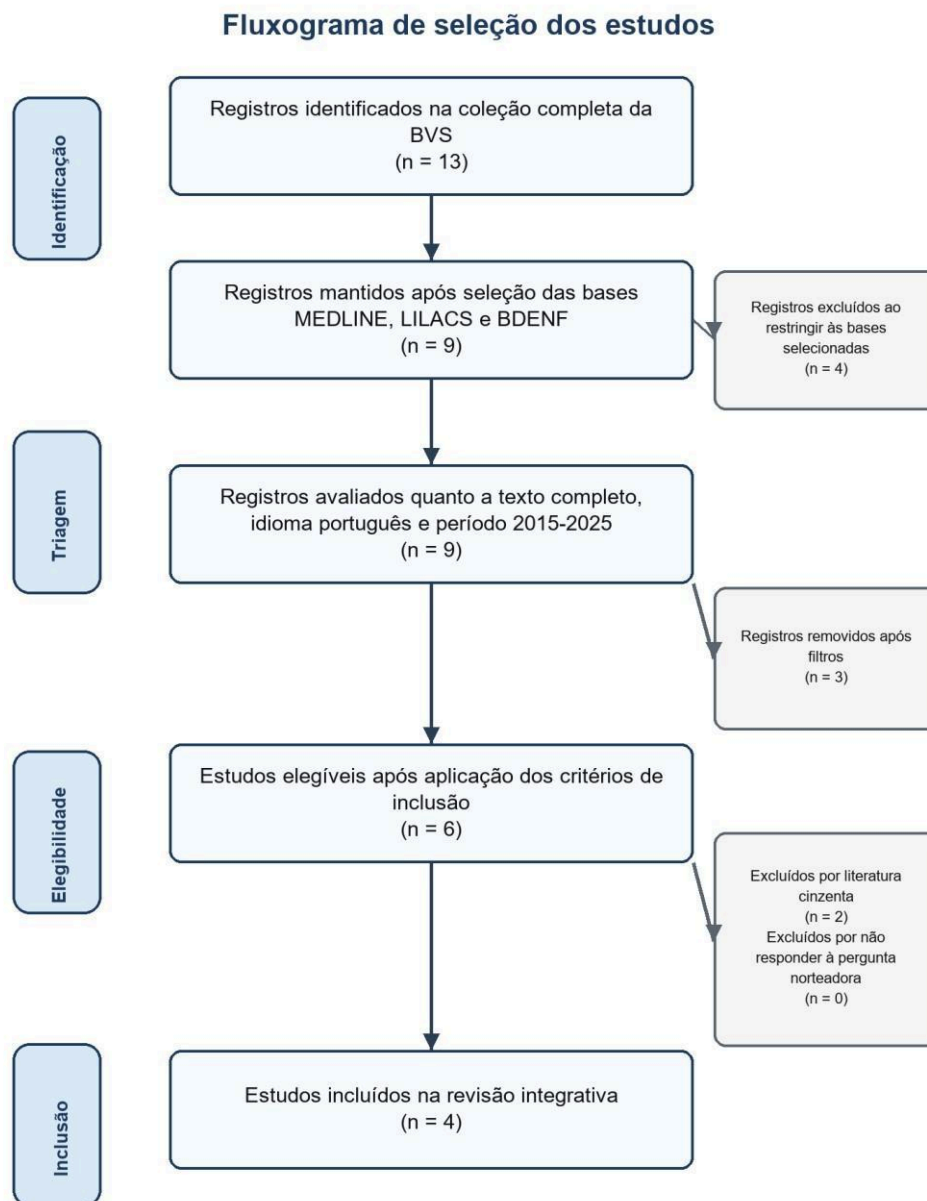 Fluxograma de seleção dos estudos
Identificação
Registros identificados na coleção completa da
BVS
(n = 13)
Registros mantidos após seleção das bases
MEDLINE, LILACS e BDENF
(n = 9)
Registros excluídos ao
restringir às bases
selecionadas
(n = 4)
Triagem
Registros avaliados quanto a texto completo,
idioma português e período 2015-2025
(n = 9)
Registros removidos após
filtros
(n = 3)
Elegibilidade
Estudos elegíveis após aplicação dos critérios de
inclusão
(n = 6)
Excluídos por literatura
cinzenta
(n = 2)
Excluídos por não
responder à pergunta
norteadora
(n = 0)
Inclusão
Estudos incluídos na revisão integrativa
(n = 4)